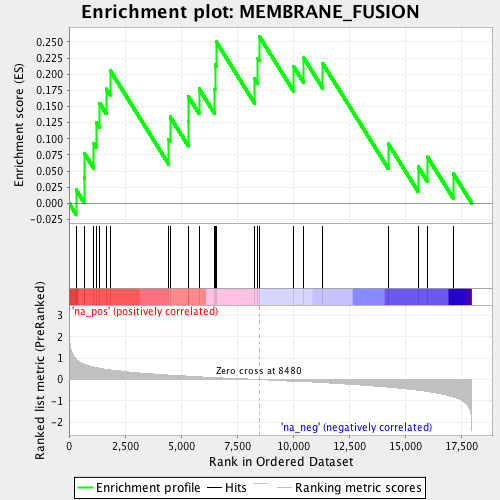 Enrichment plot: MEMBRANE_FUSION
Enrichment score (ES)
0.250
0.225
0.200
0.175
0.150
0.125
0.100
0.075
0.050
0.025
0.000
-0.025
'na_pos' (positively correlated)
Ranked list metric (PreRanked)
3
2
1
0
-1
-2
Zero cross at 8480
'na_neg' (negatively correlated)
0
2,500
5,000
7,500
10,000
12,500
15,000
17,500
Rank in Ordered Dataset
Enrichment profile
Hits
Ranking metric scores